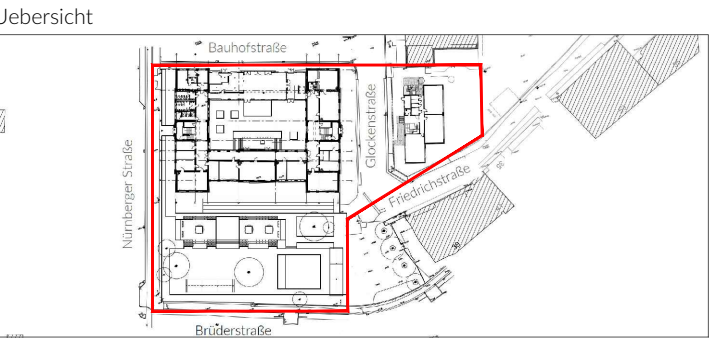 Uebersicht
Bauhofstraße
Glockenstraße
Nürnberger Straße
Friedrichstraße
Brüderstraße